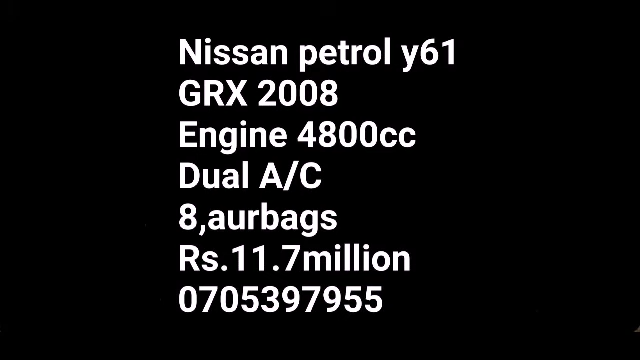 Nissan petrol y61
GRX 2008
Engine 4800cc
Dual A/C
8,aurbags
Rs.11.7million
0705397955